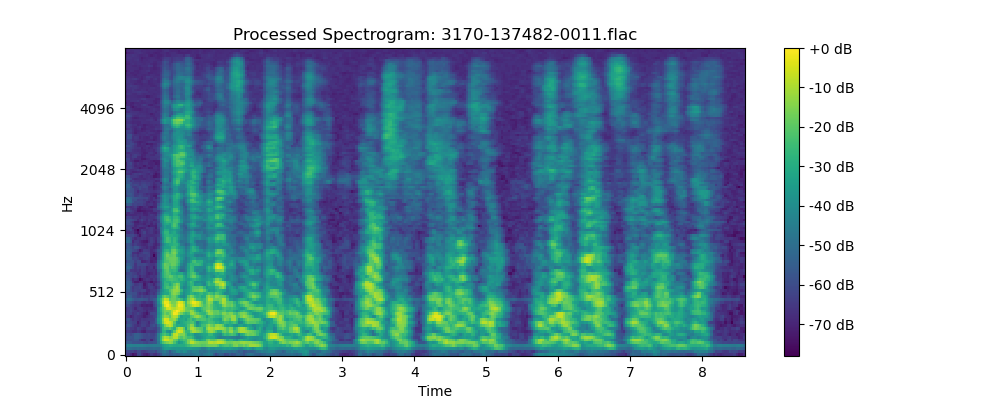 Processed Spectrogram: 3170-137482-0011.flac
Hz
4096
2048
1024
512
0
0 1 2 3 4 5 6 7 8
Time
+0 dB
-10 dB
-20 dB
-30 dB
-40 dB
-50 dB
-60 dB
-70 dB